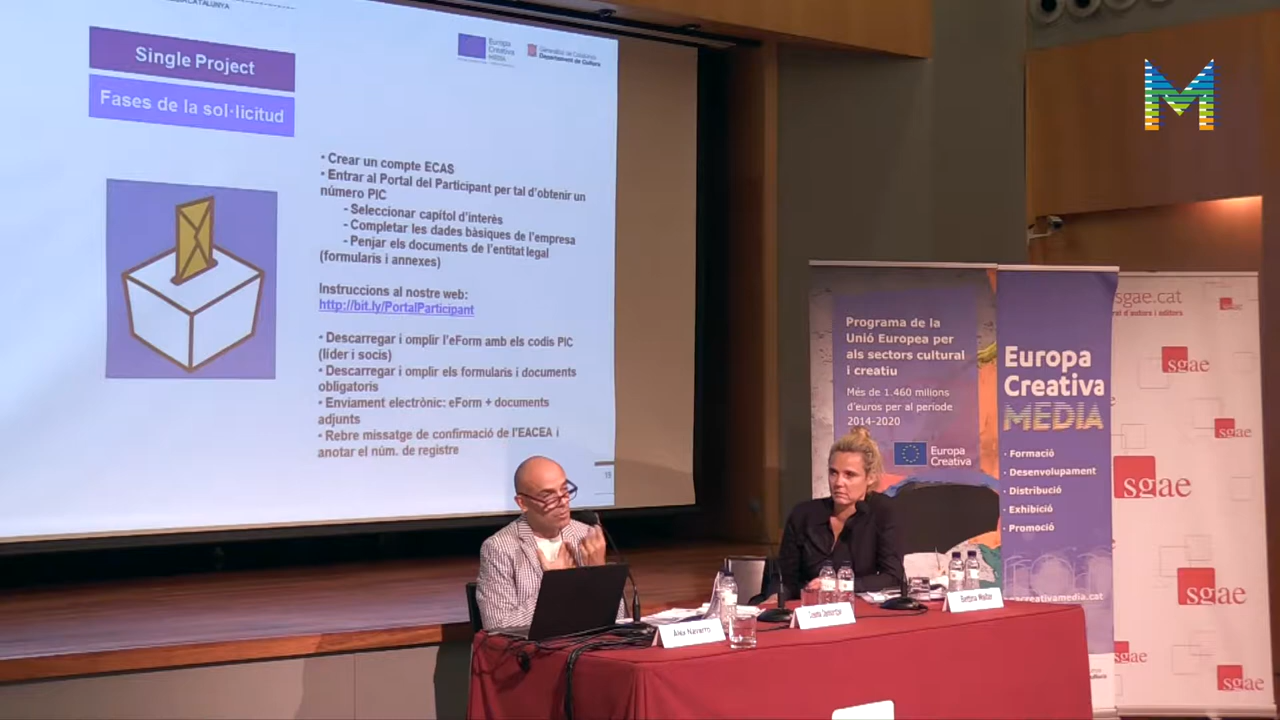 CATALUNYA
Single Project
Fases de la sol·licitud
Europa
Creativa
MEDIA
Generalitat de Catalunya
Departament de Cultura
• Crear un compte ECAS
• Entrar al Portal del Participant per tal d'obtenir un
número PIC
- Seleccionar capítol d'interès
- Completar les dades bàsiques de l'empresa
- Penjar els documents de l'entitat legal
(formularis i annexes)
Instruccions al nostre web:
http://bit.ly/PortalParticipant
• Descarregar i omplir l'eForm amb els codis PIC
(líder i socis)
• Descarregar i omplir els formularis i documents
obligatoris
• Enviament electrònic: eForm + documents
adjunts
• Rebre missatge de confirmació de l'EACEA i
anotar el núm. de registre
M
Programa de la
Unió Europea per
als sectors cultural
i creatiu
Més de 1.460 milions
d'euros per al període
2014-2020
Europa
Creativa
Europa
Creativa
MEDIA
· Formació
· Desenvolupament
· Distribució
· Exhibició
· Promoció
creativamedia.cat
sgae.cat
d'autors i editors
sgae
sgae
sgae
sgae
sgae
sgae
Àlex Navarro
Bettina Walter